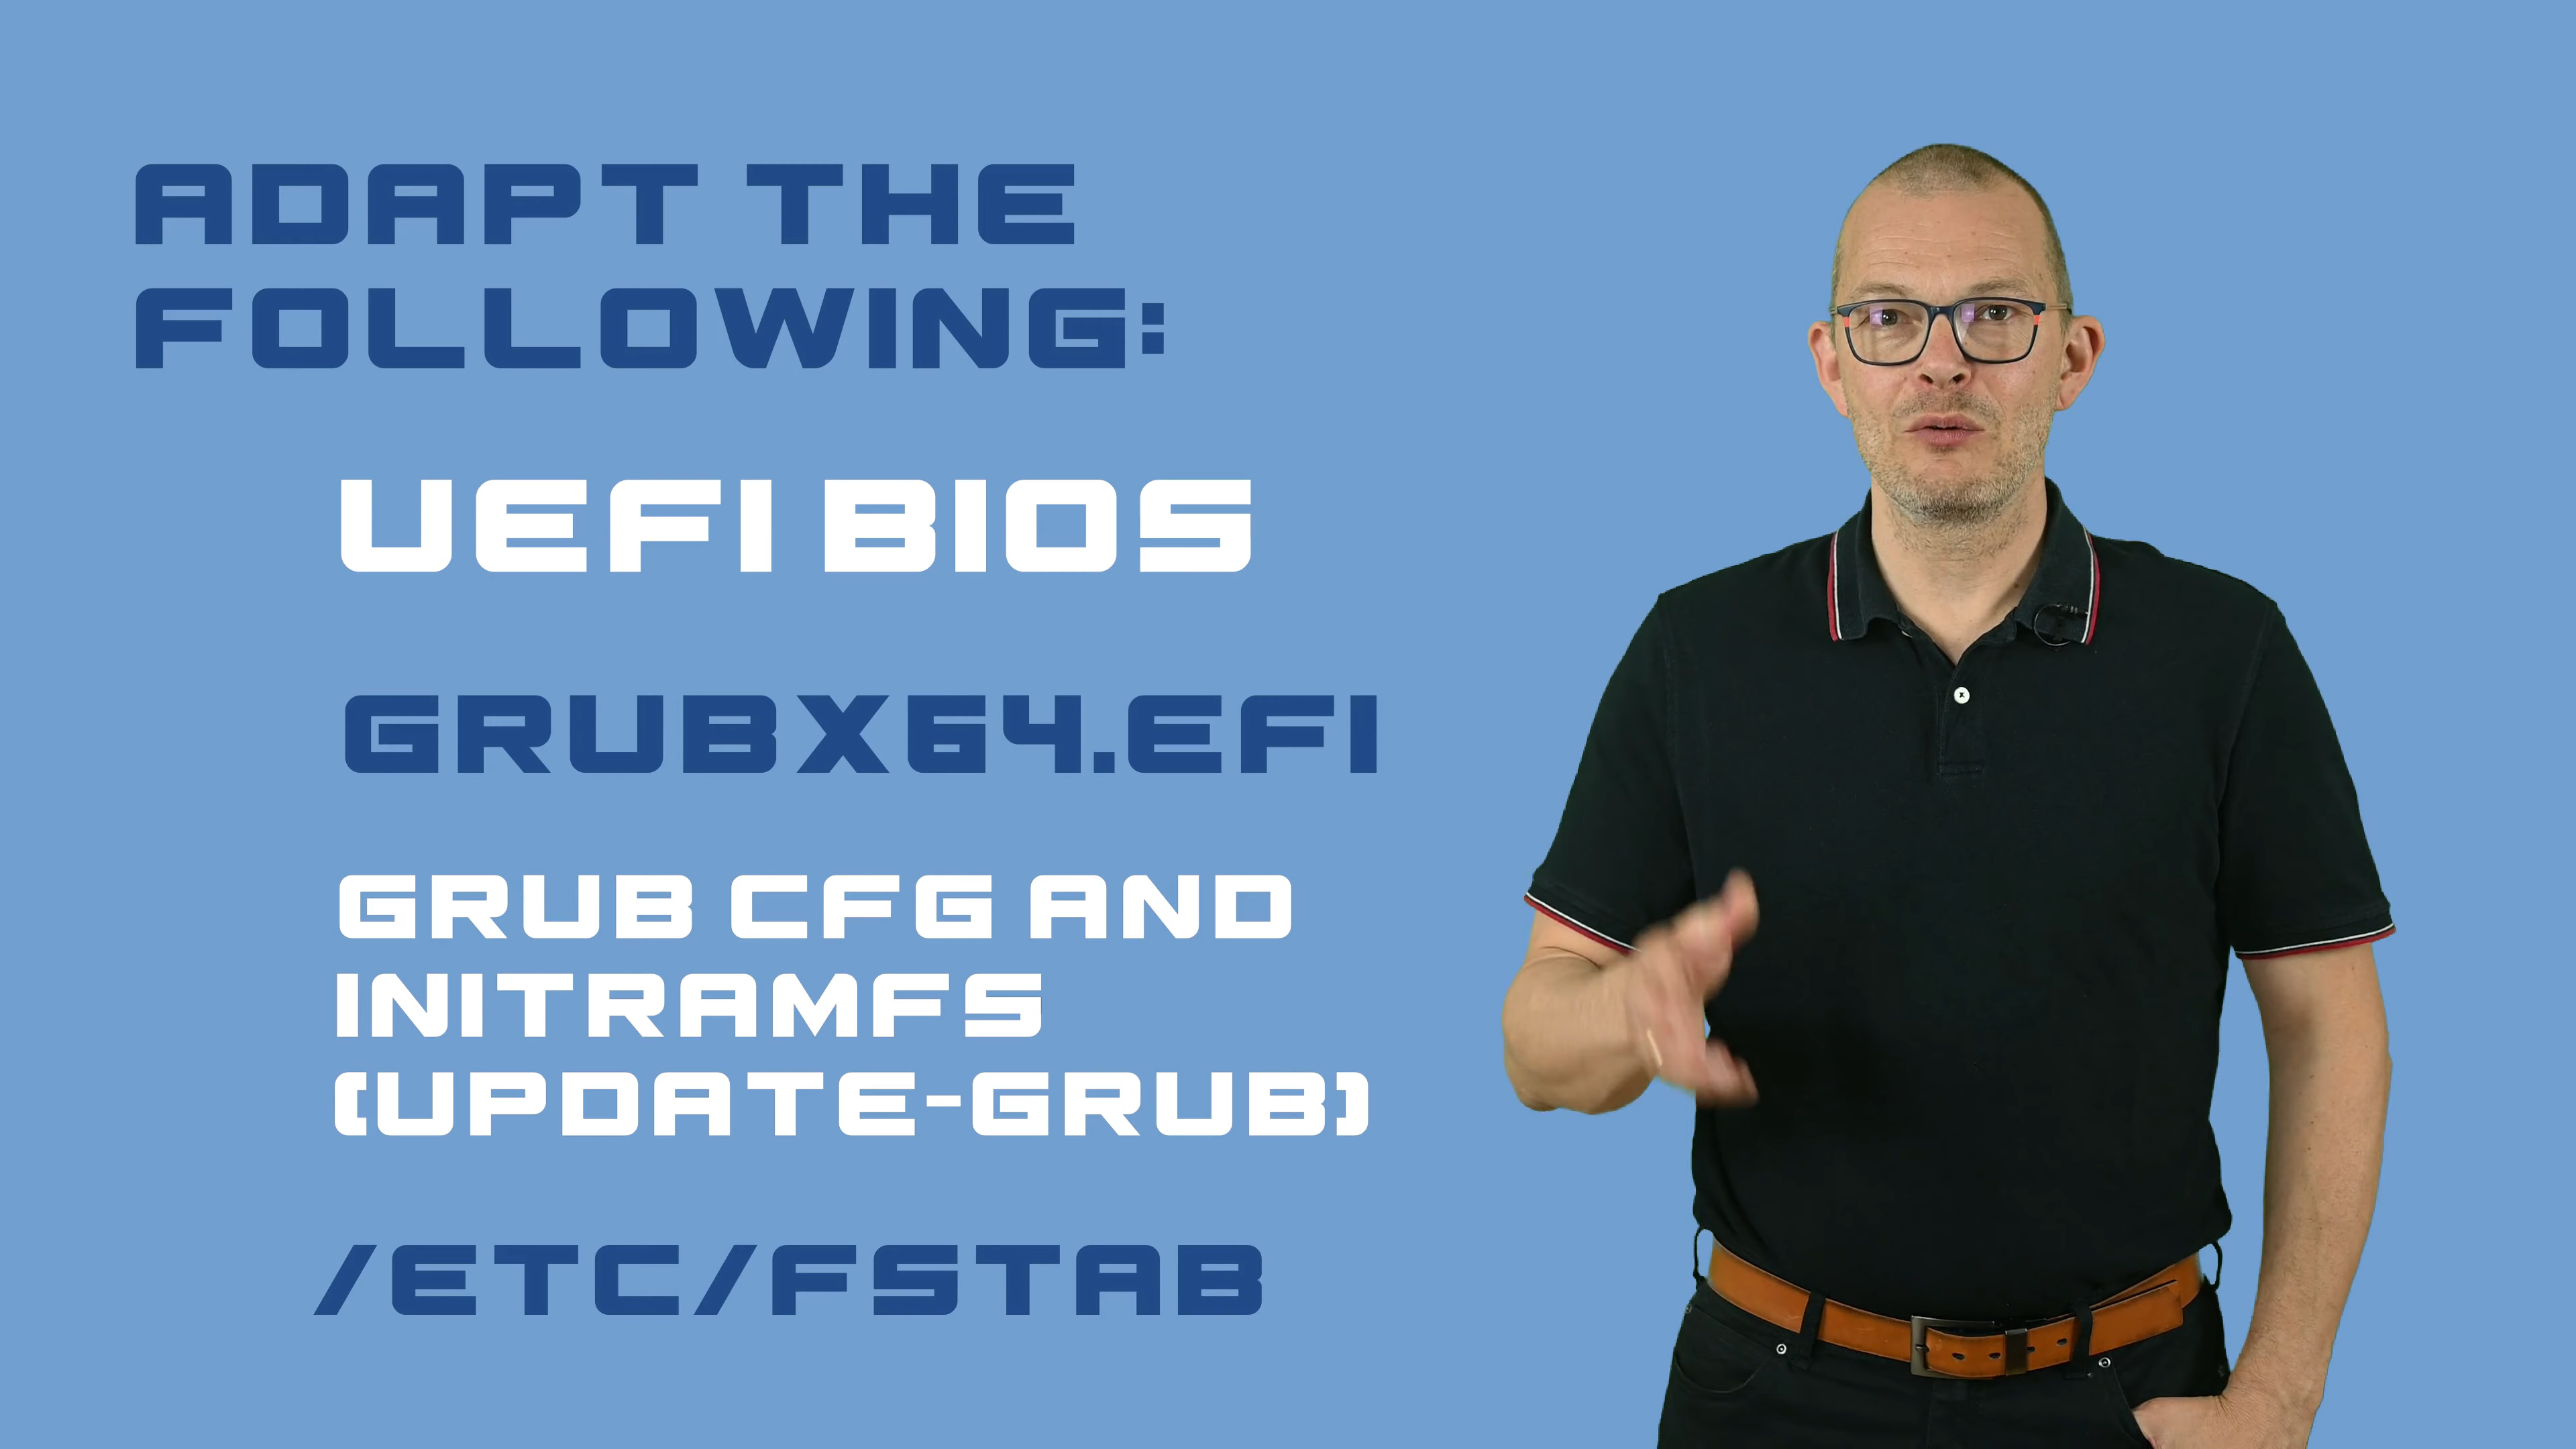 ADAPT THE
FOLLOWING:
UEFI BIOS
GRUBX64.EFI
GRUB CFG AND
INITRAMFS
(UPDATE-GRUB)
/ETC/FSTAB